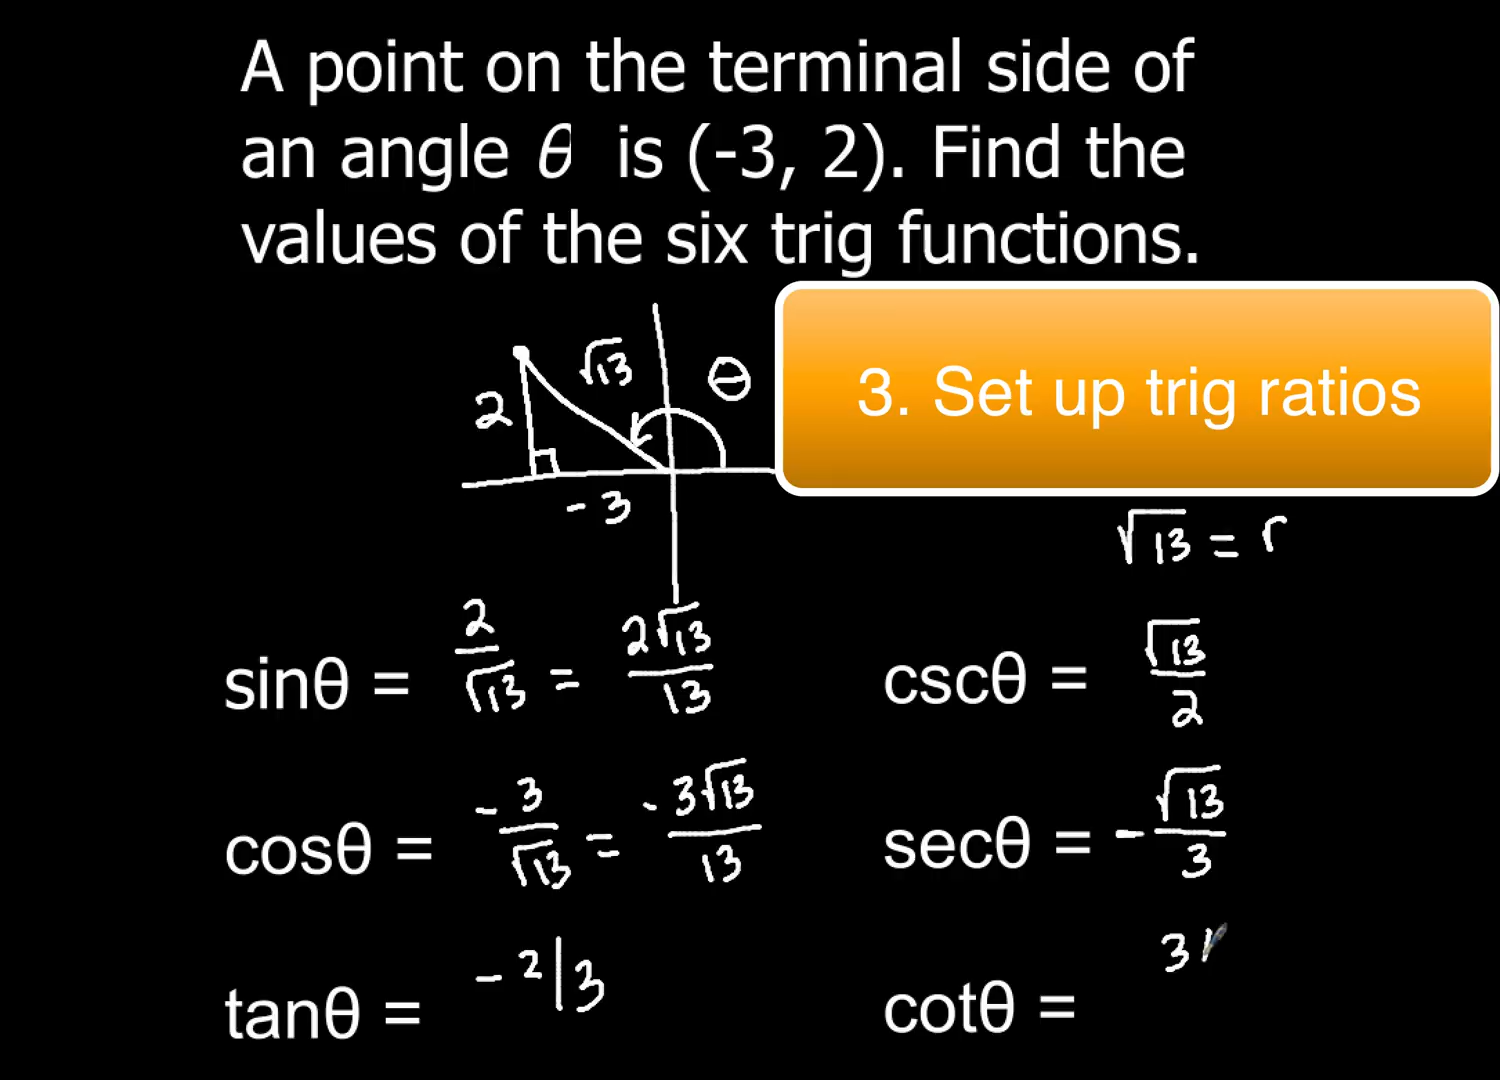 A point on the terminal side of
an angle θ is (-3, 2). Find the
values of the six trig functions.
3. Set up trig ratios
√13
θ
2
-3
√13 = r
sinθ = 2/√13 = 2√13/13
cscθ = √13/2
cosθ = -3/√13 = -3√13/13
secθ = -√13/3
tanθ = -2/3
cotθ = 3